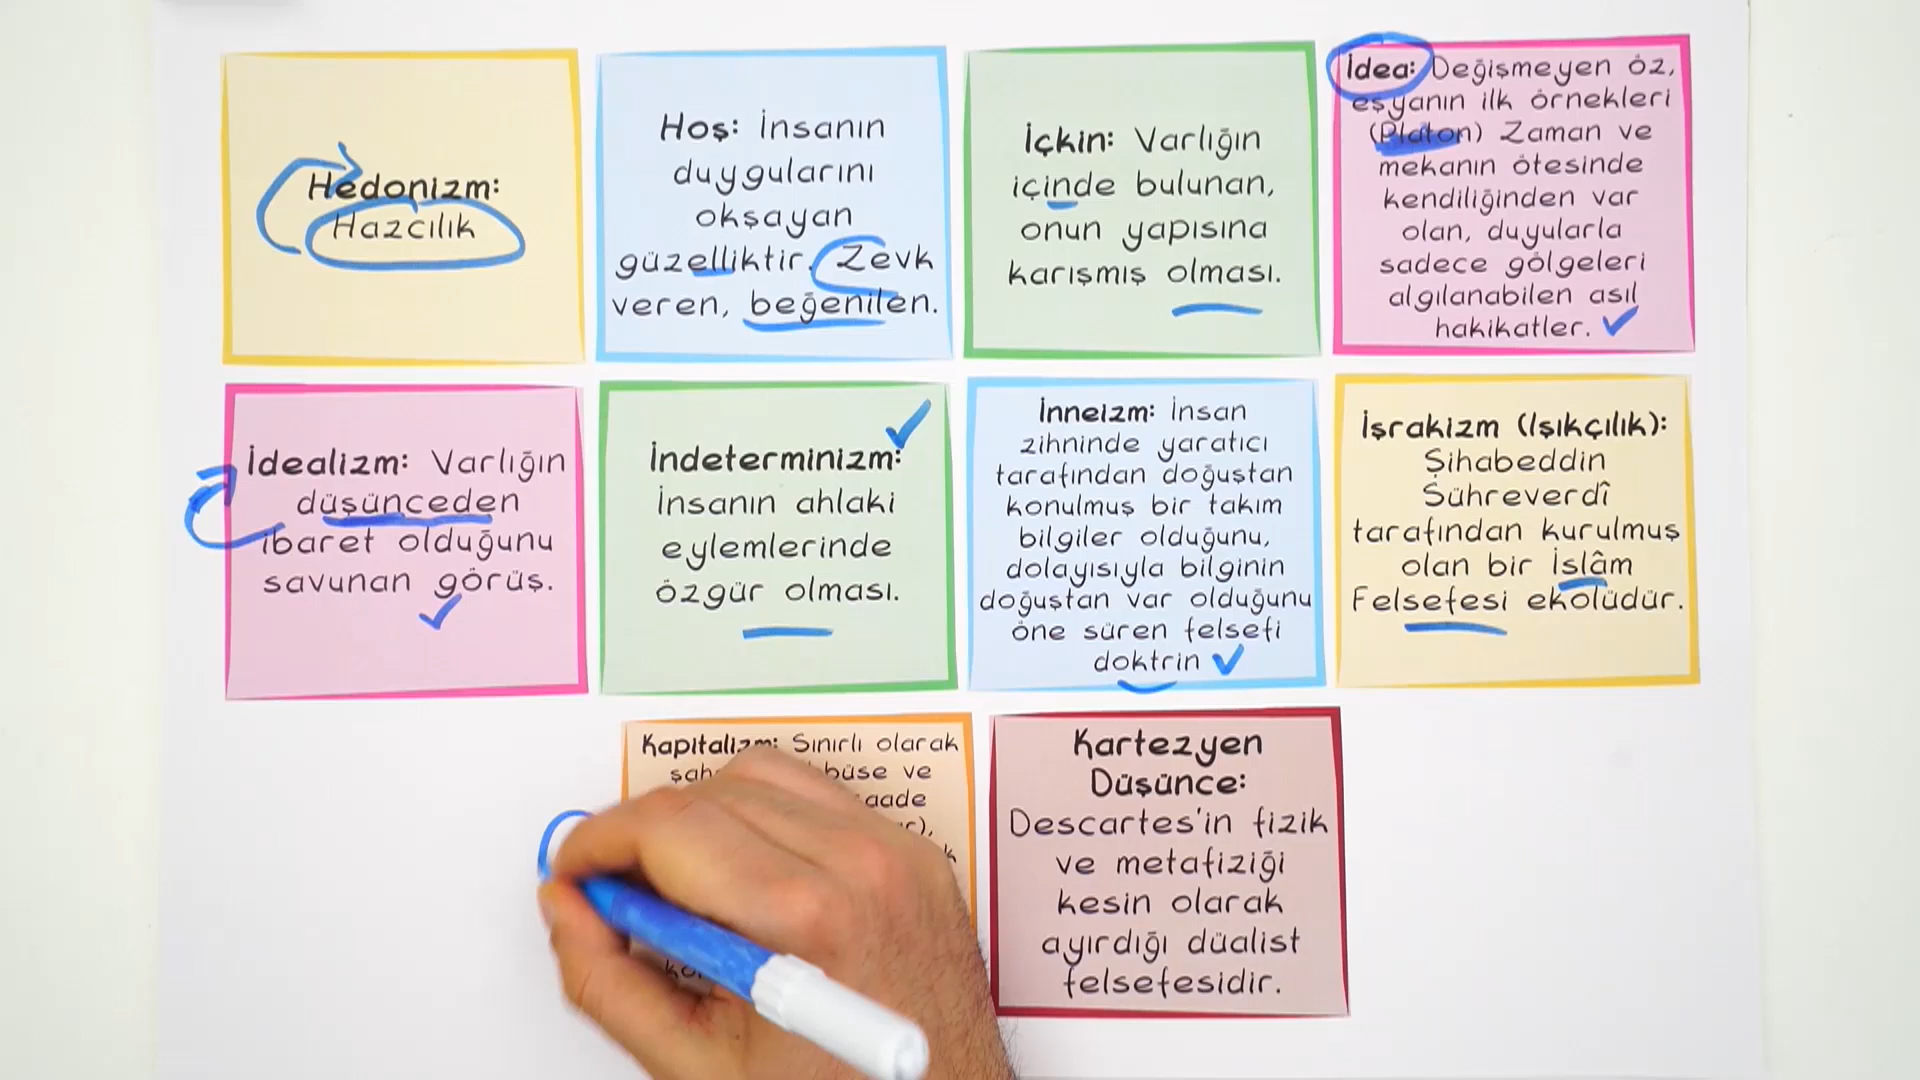 Hedonizm:
Hazcılık
Hoş: İnsanın
duygularını
okşayan
güzelliktir. Zevk
veren, beğenilen.
İçkin: Varlığın
içinde bulunan,
onun yapısına
karışmış olması.
İdea: Değişmeyen öz,
eşyanın ilk örnekleri
(Platon) Zaman ve
mekanın ötesinde
kendiliğinden var
olan, duyularla
sadece gölgeleri
algılanabilen asıl
hakikatler.
İdealizm: Varlığın
düşünceden
ibaret olduğunu
savunan görüş.
İndeterminizm:
İnsanın ahlaki
eylemlerinde
özgür olması.
İnneizm: İnsan
zihninde yaratıcı
tarafından doğuştan
konulmuş bir takım
bilgiler olduğunu,
dolayısıyla bilginin
doğuştan var olduğunu
öne süren felsefi
doktrin
İşrakizm (Işıkçılık):
Şihabeddin
Sühreverdî
tarafından kurulmuş
olan bir İslâm
Felsefesi ekolüdür.
Kapitalizm: Sınırlı olarak
ve
Kartezyen
Düşünce:
Descartes'in fizik
ve metafiziği
kesin olarak
ayırdığı düalist
felsefesidir.